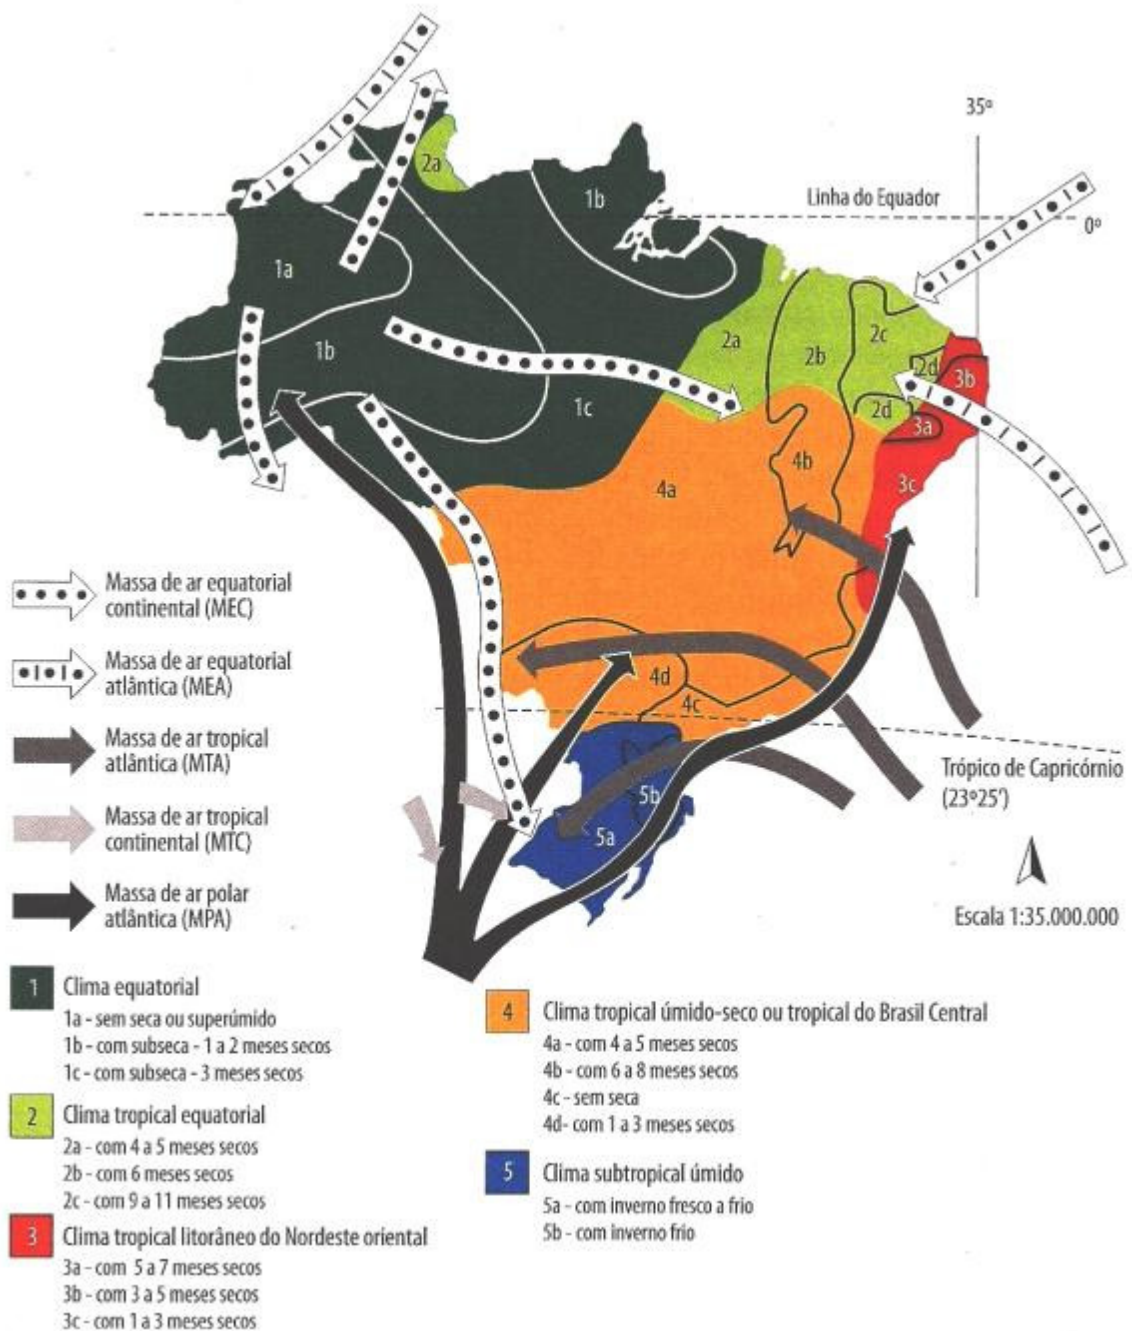 35º
2a
1b
Linha do Equador
0º
1a
2a
2b
2c
1b
2d
3b
1c
2d
3a
4b
4a
3c
Massa de ar equatorial
continental (MEC)
Massa de ar equatorial
atlântica (MEA)
4d
4c
Massa de ar tropical
atlântica (MTA)
Trópico de Capricórnio
(23º25')
5b
Massa de ar tropical
continental (MTC)
5a
Massa de ar polar
atlântica (MPA)
Escala 1:35.000.000
1 Clima equatorial
1a - sem seca ou superúmido
1b - com subseca - 1 a 2 meses secos
1c - com subseca - 3 meses secos
2 Clima tropical equatorial
2a - com 4 a 5 meses secos
2b - com 6 meses secos
2c - com 9 a 11 meses secos
3 Clima tropical litorâneo do Nordeste oriental
3a - com 5 a 7 meses secos
3b - com 3 a 5 meses secos
3c - com 1 a 3 meses secos
4 Clima tropical úmido-seco ou tropical do Brasil Central
4a - com 4 a 5 meses secos
4b - com 6 a 8 meses secos
4c - sem seca
4d - com 1 a 3 meses secos
5 Clima subtropical úmido
5a - com inverno fresco a frio
5b - com inverno frio